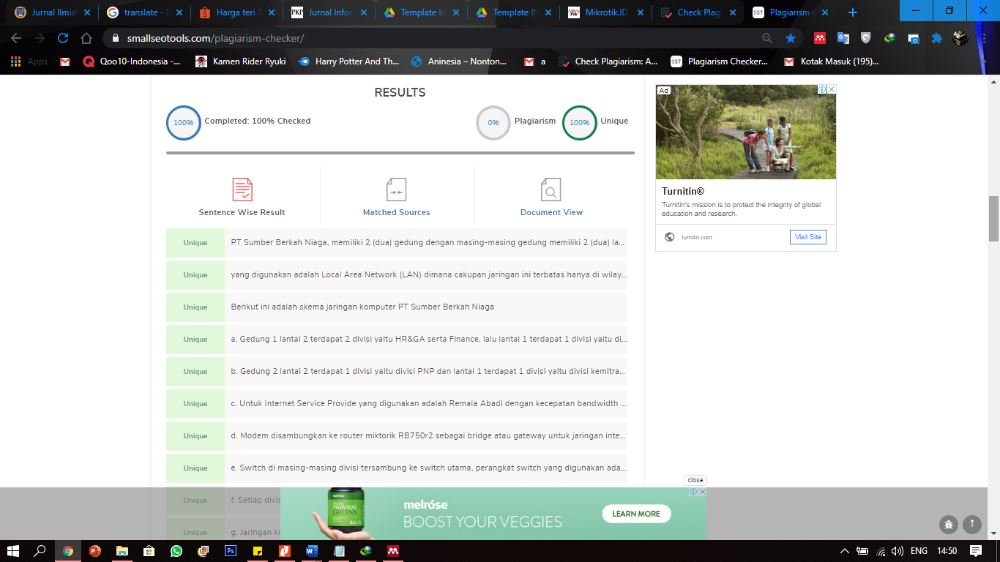 Jurnal Ilmia
translate - P
Harga teri T
Jurnal Infor
Template In
Template IN
Mikrotik.ID
Check Plagi
Plagiarism C
smallseotools.com/plagiarism-checker/
Apps
Qoo10-Indonesia -...
Kamen Rider Ryuki
Harry Potter And Th...
Aninesia – Nonton...
a
Check Plagiarism: A...
Plagiarism Checker...
Kotak Masuk (195)...
RESULTS
100%
Completed: 100% Checked
0%
Plagiarism
100%
Unique
Sentence Wise Result
Matched Sources
Document View
Unique PT Sumber Berkah Niaga, memiliki 2 (dua) gedung dengan masing-masing gedung memiliki 2 (dua) la...
Unique yang digunakan adalah Local Area Network (LAN) dimana cakupan jaringan ini terbatas hanya di wilay...
Unique Berikut ini adalah skema jaringan komputer PT Sumber Berkah Niaga
Unique a. Gedung 1 lantai 2 terdapat 2 divisi yaitu HR&GA serta Finance, lalu lantai 1 terdapat 1 divisi yaitu di...
Unique b. Gedung 2 lantai 2 terdapat 1 divisi yaitu divisi PNP dan lantai 1 terdapat 1 divisi yaitu divisi kemitra...
Unique c. Untuk Internet Service Provide yang digunakan adalah Remala Abadi dengan kecepatan bandwidth ...
Unique d. Modem disambungkan ke router miktorik RB750r2 sebagai bridge atau gateway untuk jaringan inte...
Unique e. Switch di masing-masing divisi tersambung ke switch utama, perangkat switch yang digunakan ada...
Unique f. Setiap divis
Unique g. Jaringan ko
Ad
Turnitin®
Turnitin's mission is to protect the integrity of global
education and research.
turnitin.com
Visit Site
close
melrose
ESSENTIAL
GREENS
melróse
BOOST YOUR VEGGIES
LEARN MORE
ENG
14:50